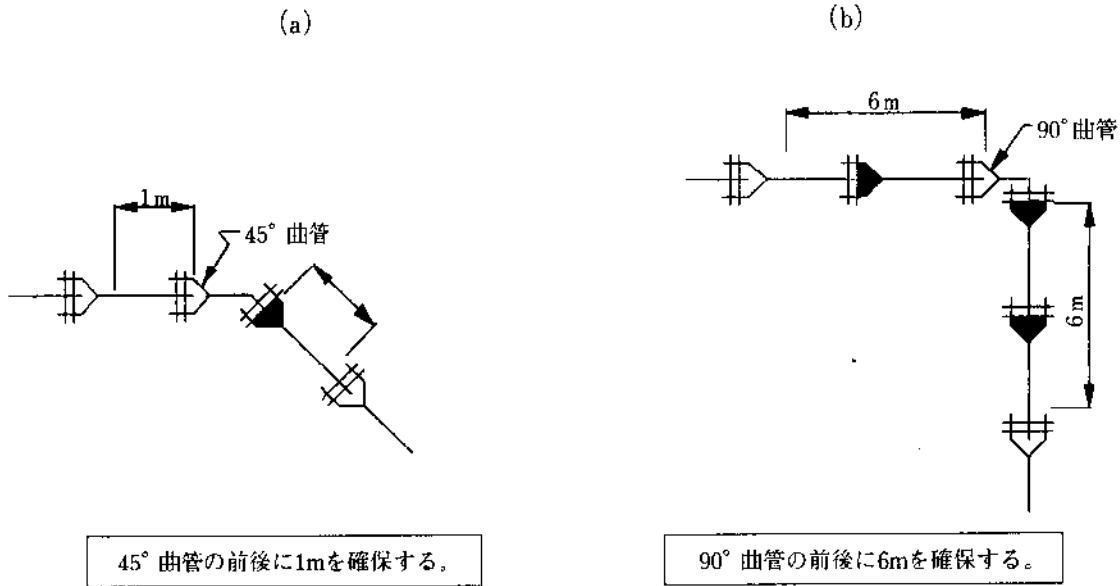 (a)
1m
45° 曲管
45° 曲管の前後に1mを確保する。
(b)
6m
90° 曲管
6m
90° 曲管の前後に6mを確保する。